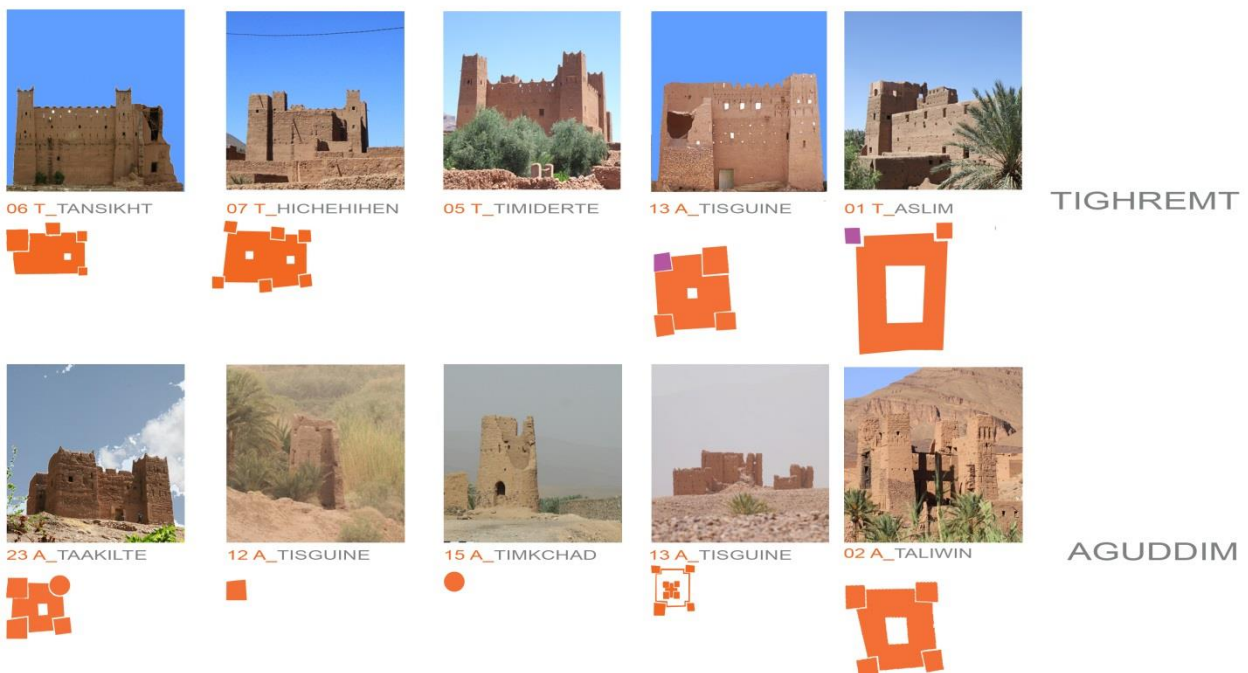 06 T_TANSIKHT
07 T_HICHEHIHEN
05 T_TIMIDERTE
13 A_TISGUINE
01 T_ASLIM
TIGHREMT
23 A_TAAKILTE
12 A_TISGUINE
15 A_TIMKCHAD
13 A_TISGUINE
02 A_TALIWIN
AGUDDIM